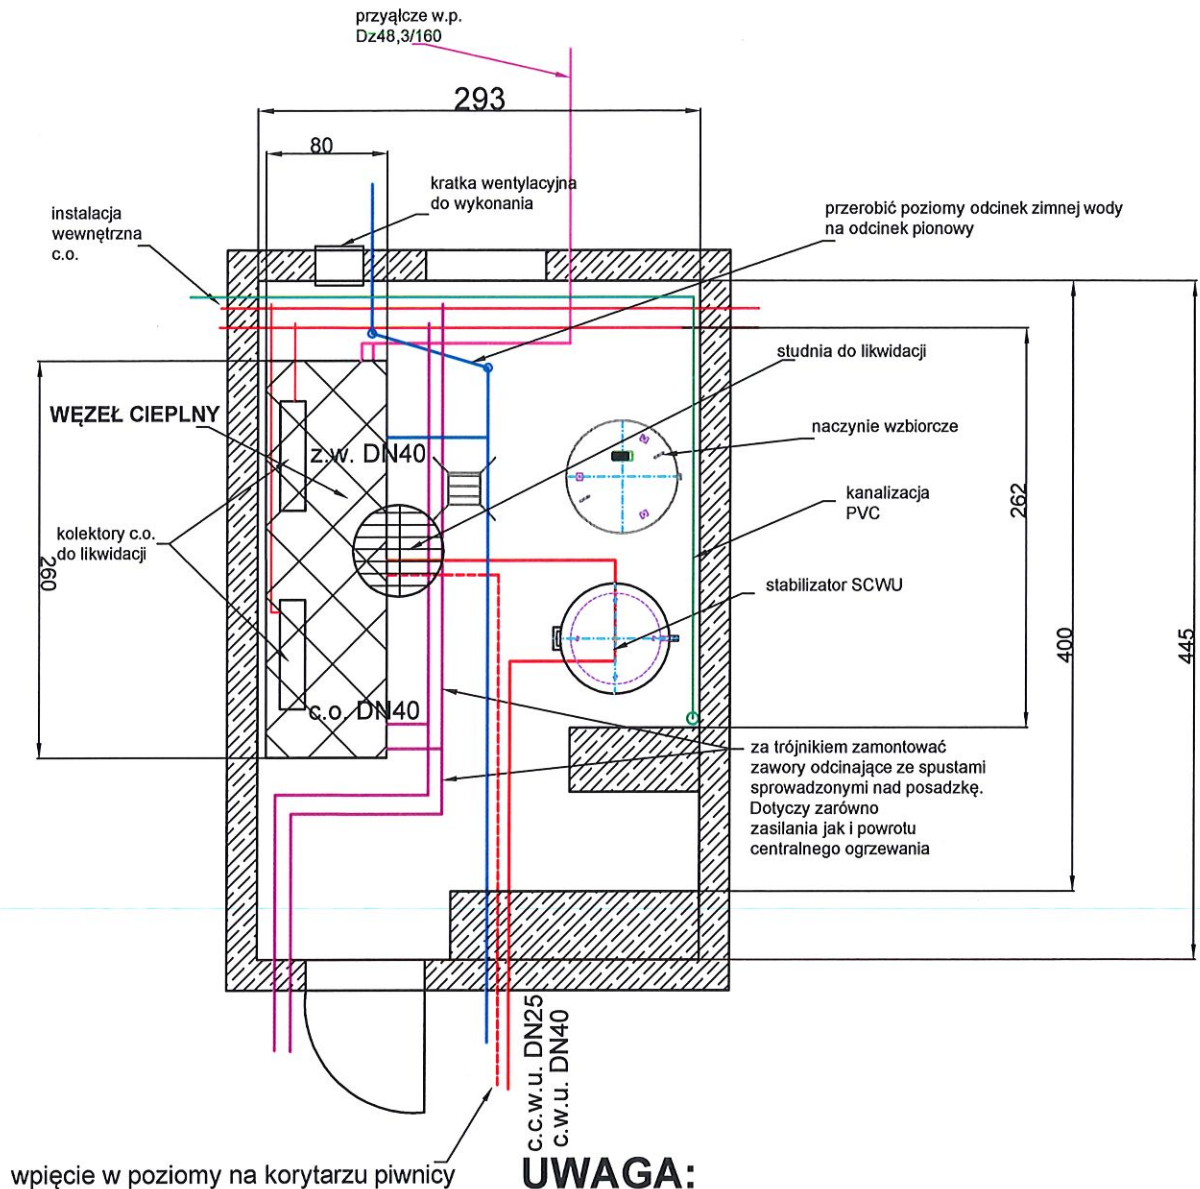 przyąłcze w.p.
Dz48,3/160
293
80
kratka wentylacyjna
do wykonania
instalacja
wewnętrzna
c.o.
przerobić poziomy odcinek zimnej wody
na odcinek pionowy
studnia do likwidacji
WĘZEŁ CIEPLNY
z.w. DN40
naczynie wzbiorcze
kanalizacja
PVC
262
kolektory c.o.
do likwidacji
260
stabilizator SCWU
400
445
c.o. DN40
za trójnikiem zamontować
zawory odcinające ze spustami
sprowadzonymi nad posadzkę.
Dotyczy zarówno
zasilania jak i powrotu
centralnego ogrzewania
c.c.w.u. DN25
c.w.u. DN40
wpięcie w poziomy na korytarzu piwnicy
UWAGA: